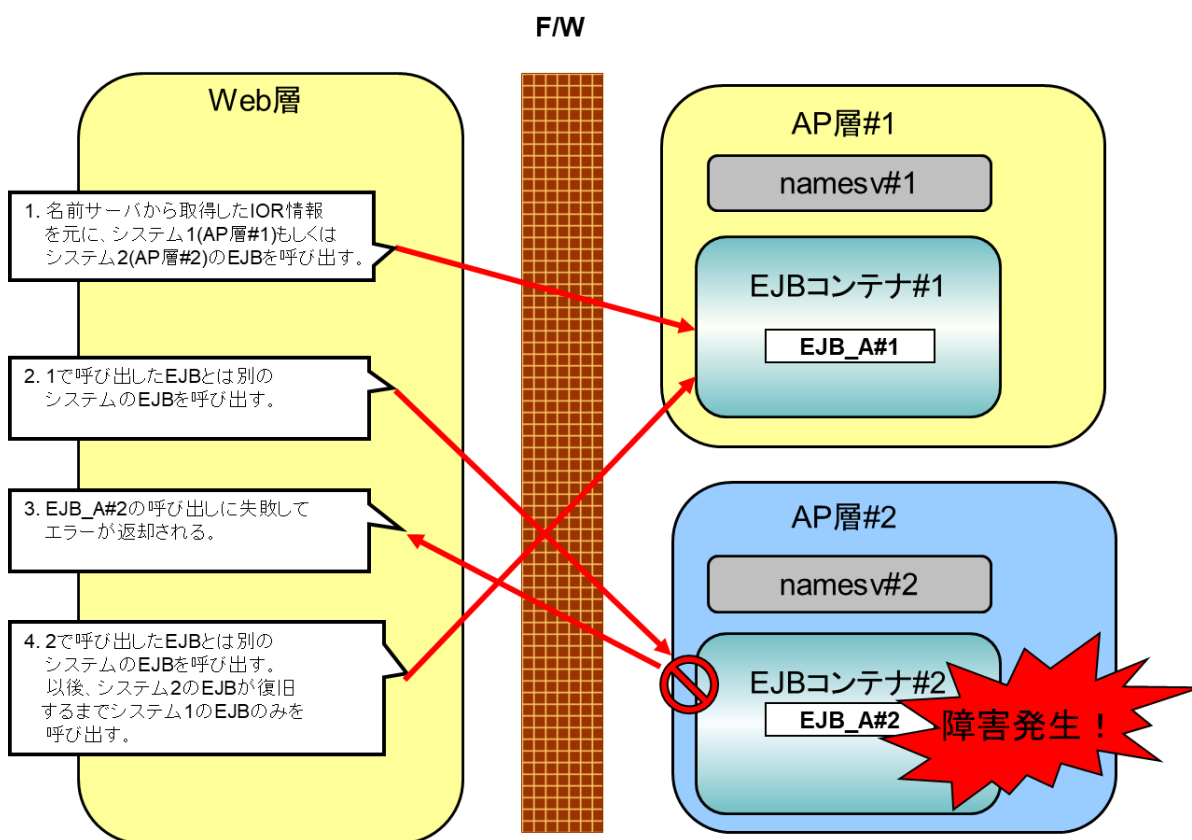 F/W
Web層
1. 名前サーバから取得したIOR情報
を元に、システム1(AP層#1)もしくは
システム2(AP層#2)のEJBを呼び出す。
2. 1で呼び出したEJBとは別の
システムのEJBを呼び出す。
3. EJB_A#2の呼び出しに失敗して
エラーが返却される。
4. 2で呼び出したEJBとは別の
システムのEJBを呼び出す。
以後、システム2のEJBが復旧
するまでシステム1のEJBのみを
呼び出す。
AP層#1
namesv#1
EJBコンテナ#1
EJB_A#1
AP層#2
namesv#2
EJBコンテナ#2
EJB_A#2
障害発生！